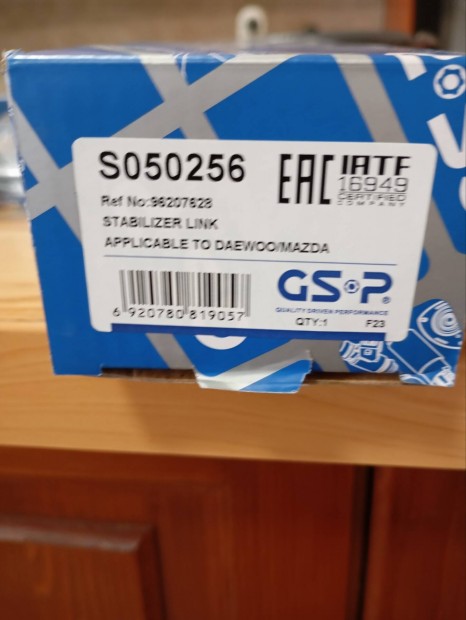 S050256
EAC
IATF
16949
CERTIFIED
COMPANY
Ref No:96207628
STABILIZER LINK
APPLICABLE TO DAEWOO/MAZDA
6 920780 819057
GSP®
QUALITY DRIVEN PERFORMANCE
QTY:1 F23